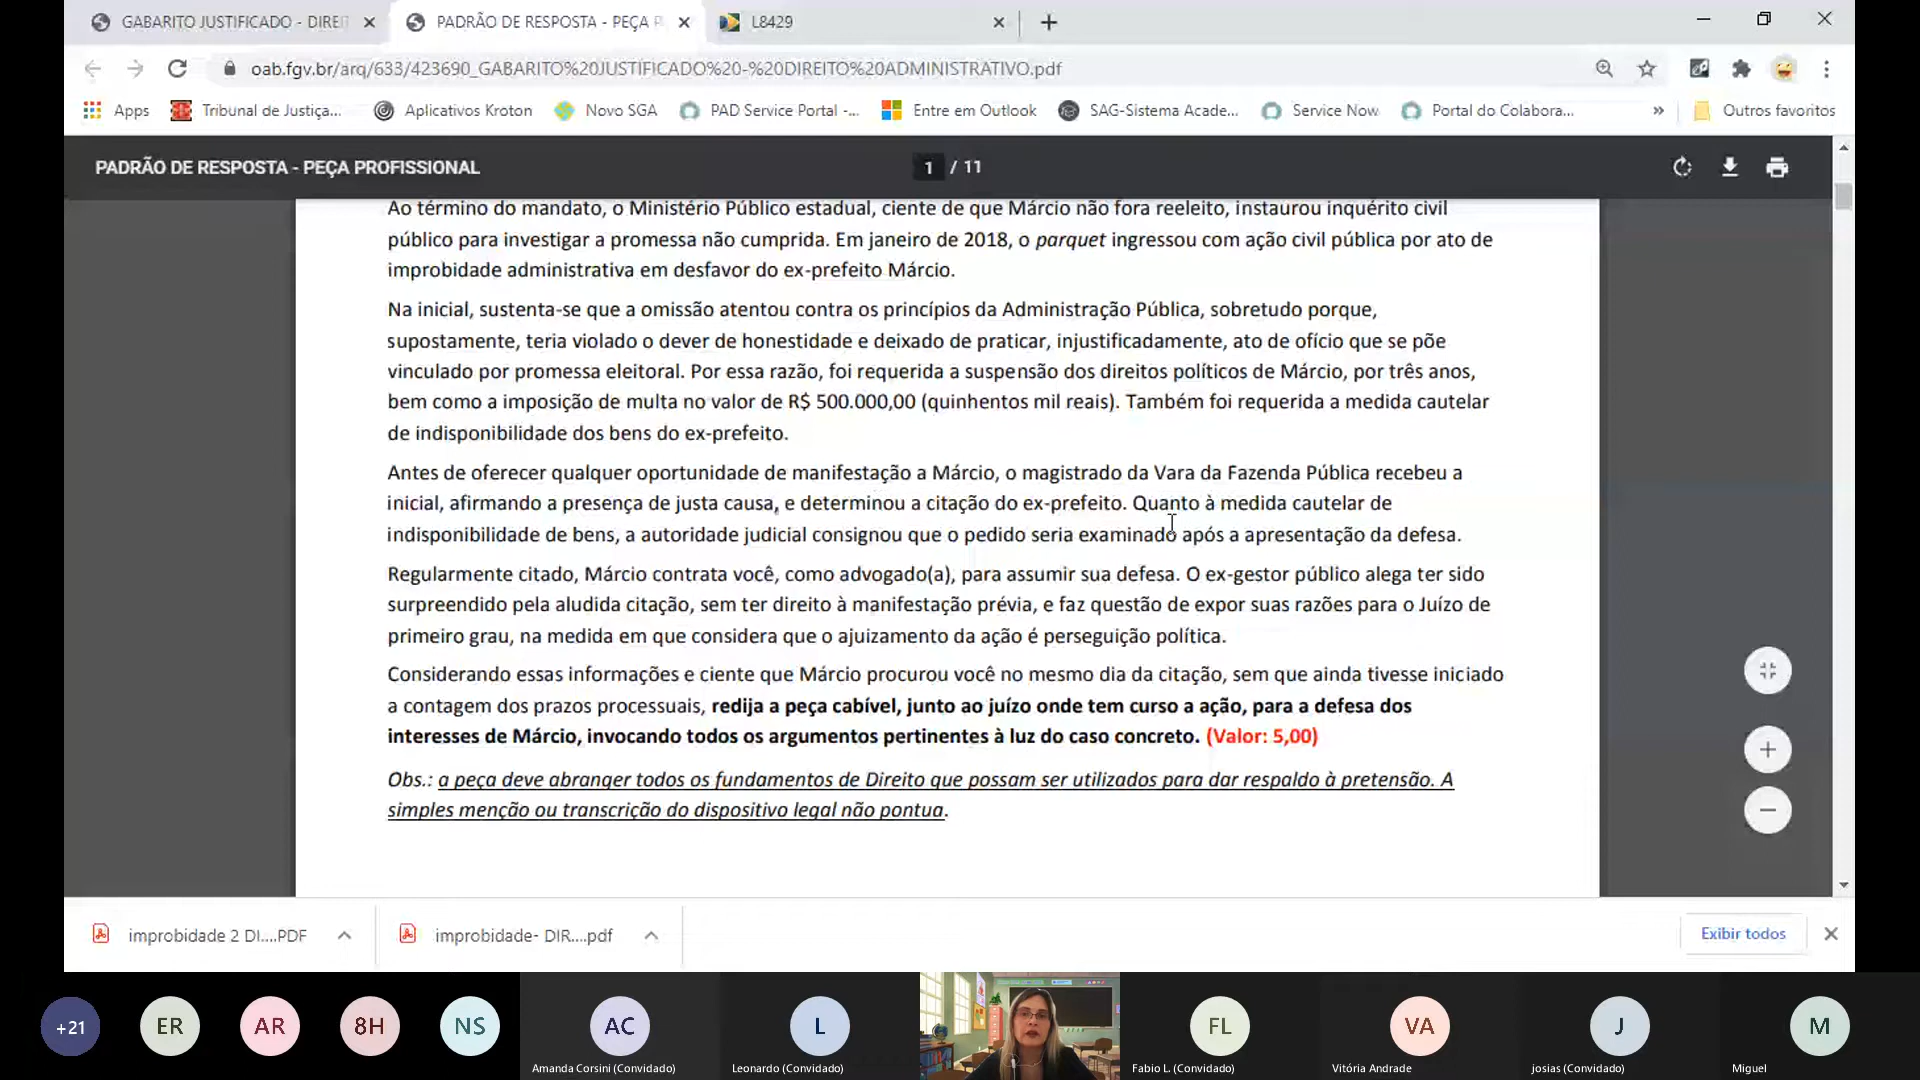 GABARITO JUSTIFICADO - DIREI
PADRÃO DE RESPOSTA - PEÇA P
L8429
oab.fgv.br/arq/633/423690_GABARITO%20JUSTIFICADO%20-%20DIREITO%20ADMINISTRATIVO.pdf
Apps
Tribunal de Justiça...
Aplicativos Kroton
Novo SGA
PAD Service Portal -...
Entre em Outlook
SAG-Sistema Acade...
Service Now
Portal do Colabora...
»
Outros favoritos
PADRÃO DE RESPOSTA - PEÇA PROFISSIONAL
1 / 11
Ao término do mandato, o Ministério Público estadual, ciente de que Márcio não fora reeleito, instaurou inquérito civil
público para investigar a promessa não cumprida. Em janeiro de 2018, o parquet ingressou com ação civil pública por ato de
improbidade administrativa em desfavor do ex-prefeito Márcio.
Na inicial, sustenta-se que a omissão atentou contra os princípios da Administração Pública, sobretudo porque,
supostamente, teria violado o dever de honestidade e deixado de praticar, injustificadamente, ato de ofício que se põe
vinculado por promessa eleitoral. Por essa razão, foi requerida a suspensão dos direitos políticos de Márcio, por três anos,
bem como a imposição de multa no valor de R$ 500.000,00 (quinhentos mil reais). Também foi requerida a medida cautelar
de indisponibilidade dos bens do ex-prefeito.
Antes de oferecer qualquer oportunidade de manifestação a Márcio, o magistrado da Vara da Fazenda Pública recebeu a
inicial, afirmando a presença de justa causa, e determinou a citação do ex-prefeito. Quanto à medida cautelar de
indisponibilidade de bens, a autoridade judicial consignou que o pedido seria examinado após a apresentação da defesa.
Regularmente citado, Márcio contrata você, como advogado(a), para assumir sua defesa. O ex-gestor público alega ter sido
surpreendido pela aludida citação, sem ter direito à manifestação prévia, e faz questão de expor suas razões para o Juízo de
primeiro grau, na medida em que considera que o ajuizamento da ação é perseguição política.
Considerando essas informações e ciente que Márcio procurou você no mesmo dia da citação, sem que ainda tivesse iniciado
a contagem dos prazos processuais, redija a peça cabível, junto ao juízo onde tem curso a ação, para a defesa dos
interesses de Márcio, invocando todos os argumentos pertinentes à luz do caso concreto. (Valor: 5,00)
Obs.: a peça deve abranger todos os fundamentos de Direito que possam ser utilizados para dar respaldo à pretensão. A
simples menção ou transcrição do dispositivo legal não pontua.
improbidade 2 DI....PDF
improbidade- DIR....pdf
Exibir todos
+21
ER
AR
8H
NS
AC
L
FL
VA
J
M
Amanda Corsini (Convidado)
Leonardo (Convidado)
Fabio L. (Convidado)
Vitória Andrade
josias (Convidado)
Miguel